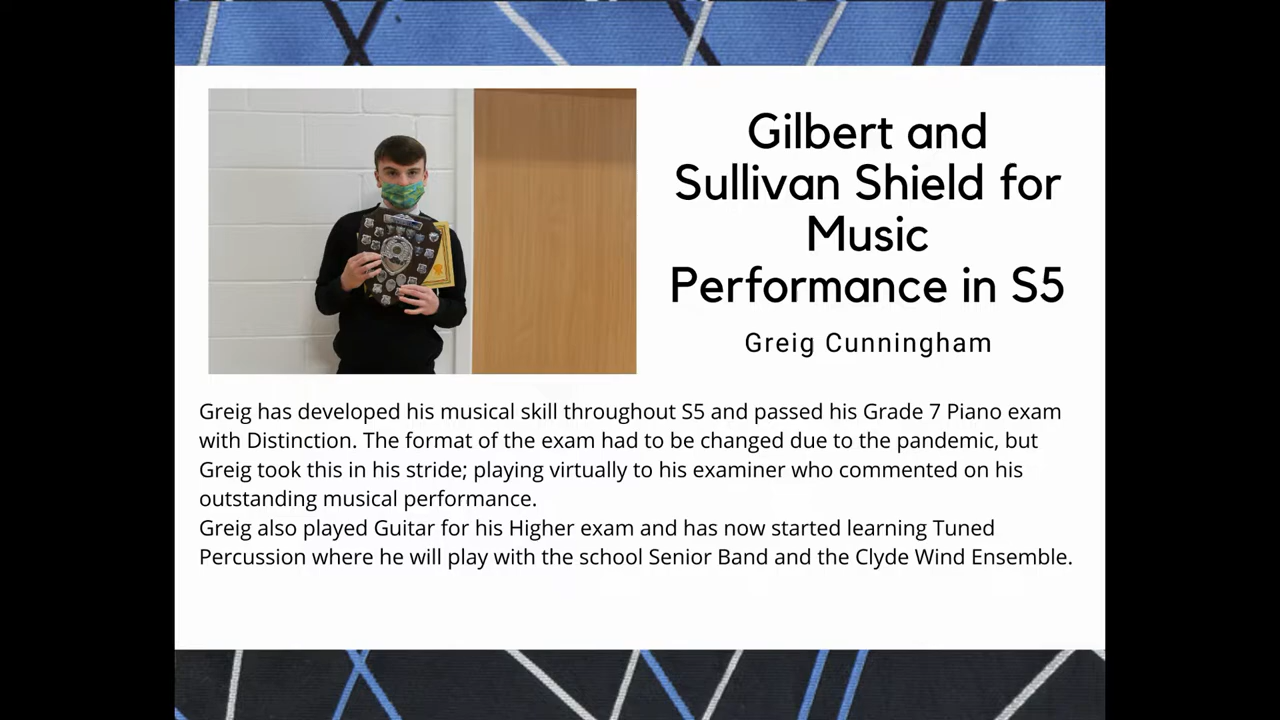 Gilbert and
Sullivan Shield for
Music
Performance in S5
Greig Cunningham
Greig has developed his musical skill throughout S5 and passed his Grade 7 Piano exam
with Distinction. The format of the exam had to be changed due to the pandemic, but
Greig took this in his stride; playing virtually to his examiner who commented on his
outstanding musical performance.
Greig also played Guitar for his Higher exam and has now started learning Tuned
Percussion where he will play with the school Senior Band and the Clyde Wind Ensemble.